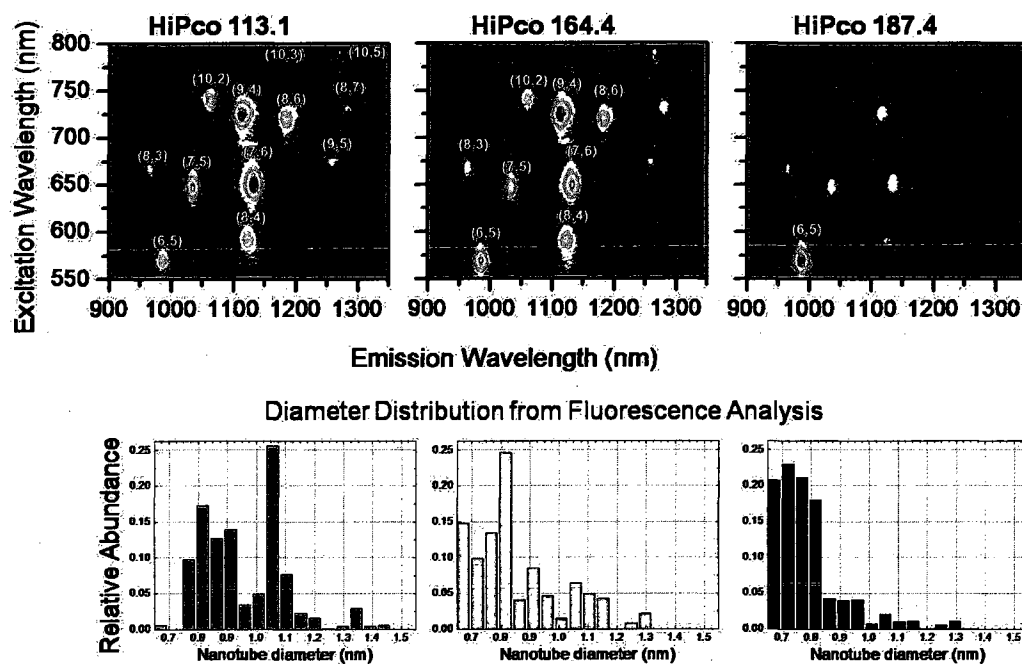 HiPco 113.1 HiPco 164.4 HiPco 187.4
Excitation Wavelength (nm)
800
750
700
650
600
550
(10,3) (10,5)
(10,2) (9,4) (8,6) (8,7)
(8,3) (7,5) (7,6) (9,5)
(8,4)
(6,5)
(10,2) (9,4) (8,6)
(8,3) (7,5) (7,6)
(8,4)
(6,5)
(6,5)
900 1000 1100 1200 1300 900 1000 1100 1200 1300 900 1000 1100 1200 1300
Emission Wavelength (nm)
Diameter Distribution from Fluorescence Analysis
Relative Abundance
0.25
0.20
0.15
0.10
0.05
0.00
0.7 0.8 0.9 1.0 1.1 1.2 1.3 1.4 1.5
Nanotube diameter (nm)
0.25
0.20
0.15
0.10
0.05
0.00
0.7 0.8 0.9 1.0 1.1 1.2 1.3 1.4 1.5
Nanotube diameter (nm)
0.25
0.20
0.15
0.10
0.05
0.00
0.7 0.8 0.9 1.0 1.1 1.2 1.3 1.4 1.5
Nanotube diameter (nm)